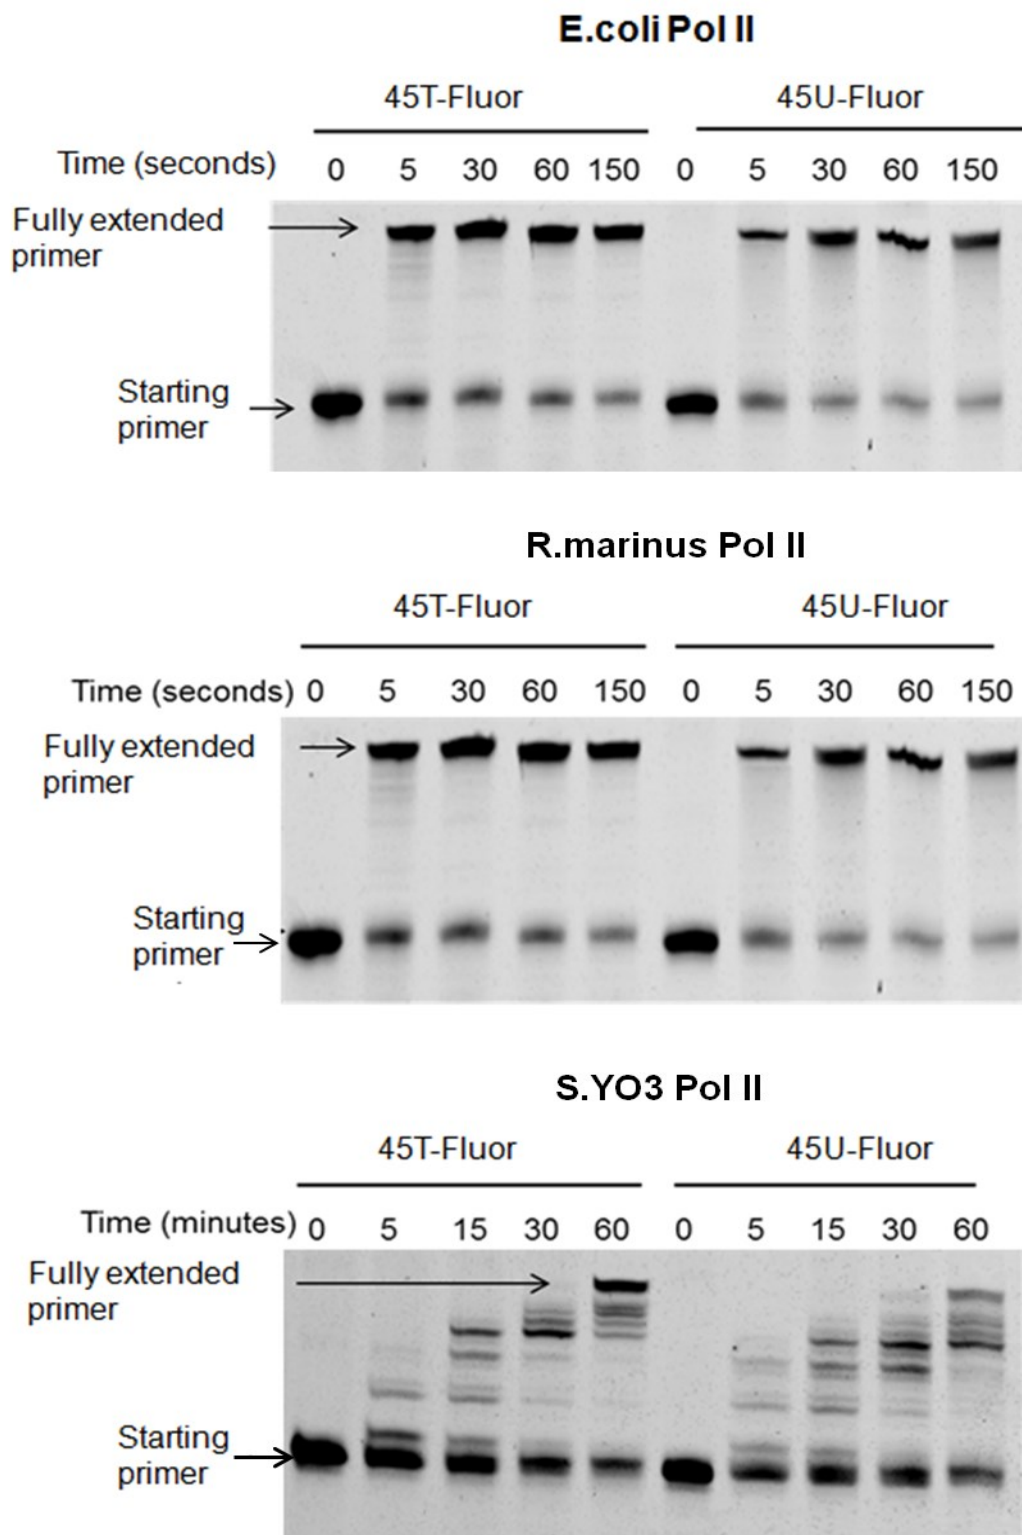 E.coli Pol II
45T-Fluor 45U-Fluor
Time (seconds) 0 5 30 60 150 0 5 30 60 150
Fully extended
primer
Starting
primer
R.marinus Pol II
45T-Fluor 45U-Fluor
Time (seconds) 0 5 30 60 150 0 5 30 60 150
Fully extended
primer
Starting
primer
S.YO3 Pol II
45T-Fluor 45U-Fluor
Time (minutes) 0 5 15 30 60 0 5 15 30 60
Fully extended
primer
Starting
primer